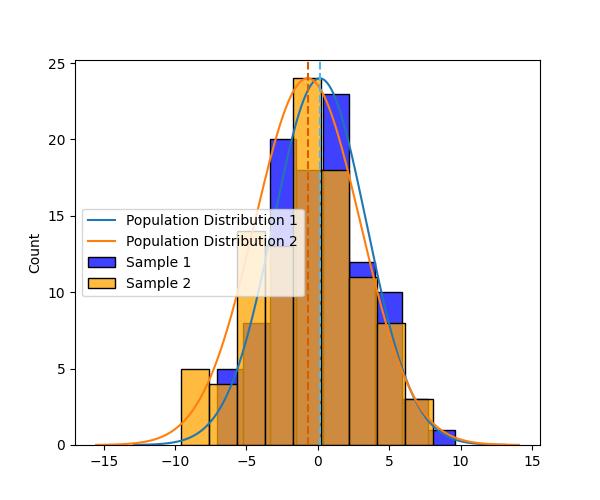 25
20
15
10
5
0
Count
Population Distribution 1
Population Distribution 2
Sample 1
Sample 2
−15 −10 −5 0 5 10 15